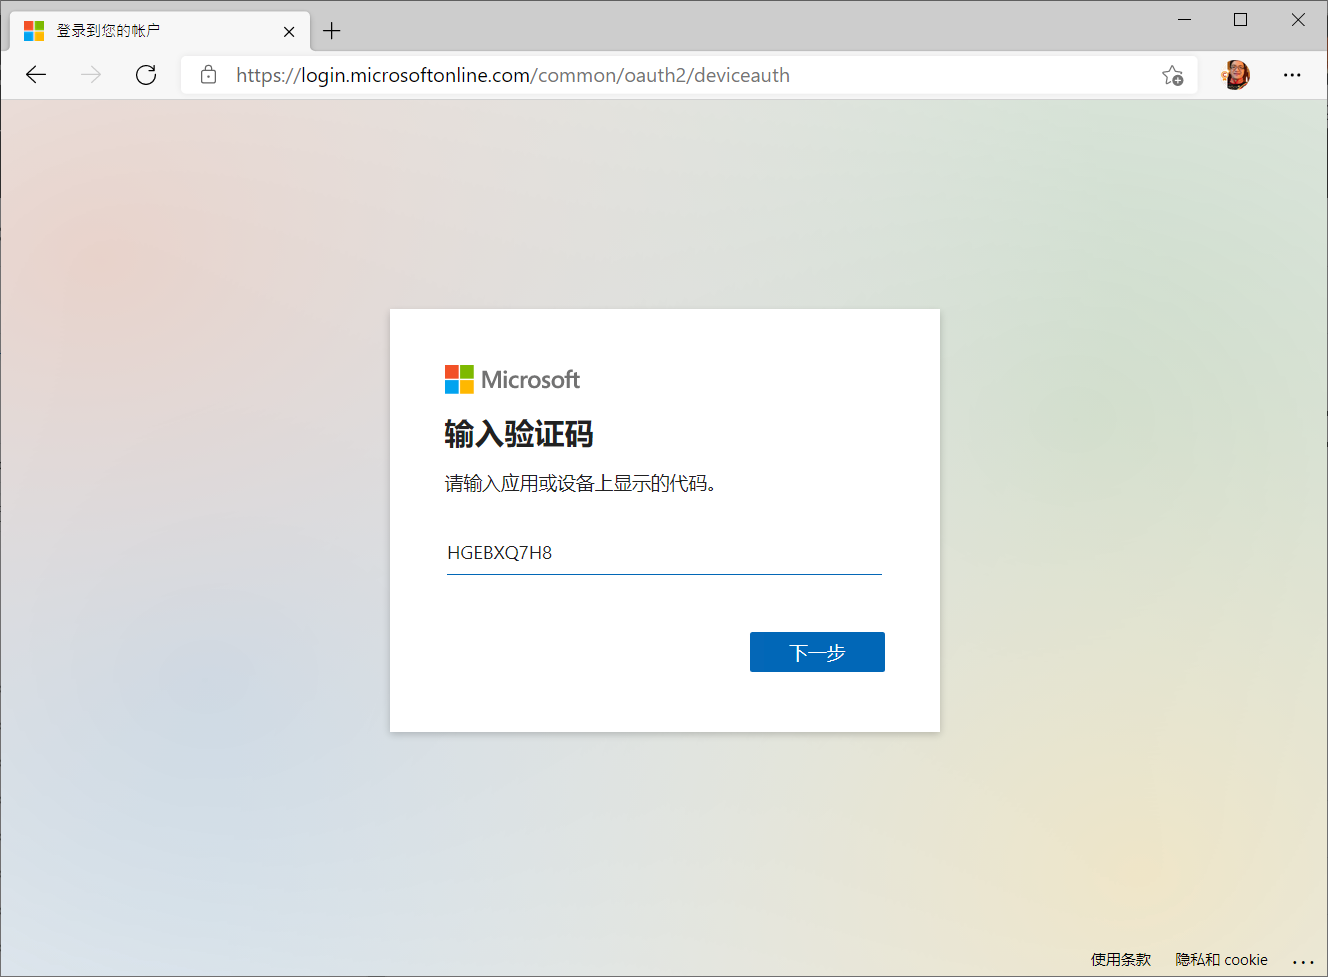 登录到您的帐户
https://login.microsoftonline.com/common/oauth2/deviceauth
Microsoft
输入验证码
请输入应用或设备上显示的代码。
HGEBXQ7H8
下一步
使用条款 隐私和 cookie